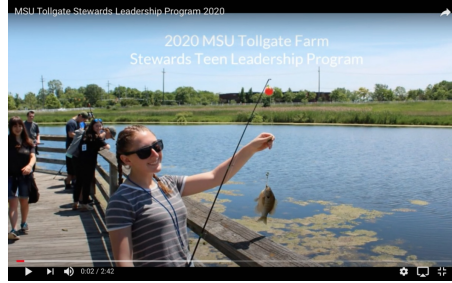 MSU Tollgate Stewards Leadership Program 2020
2020 MSU Tollgate Farm
Stewards Teen Leadership Program
0:02 / 2:42